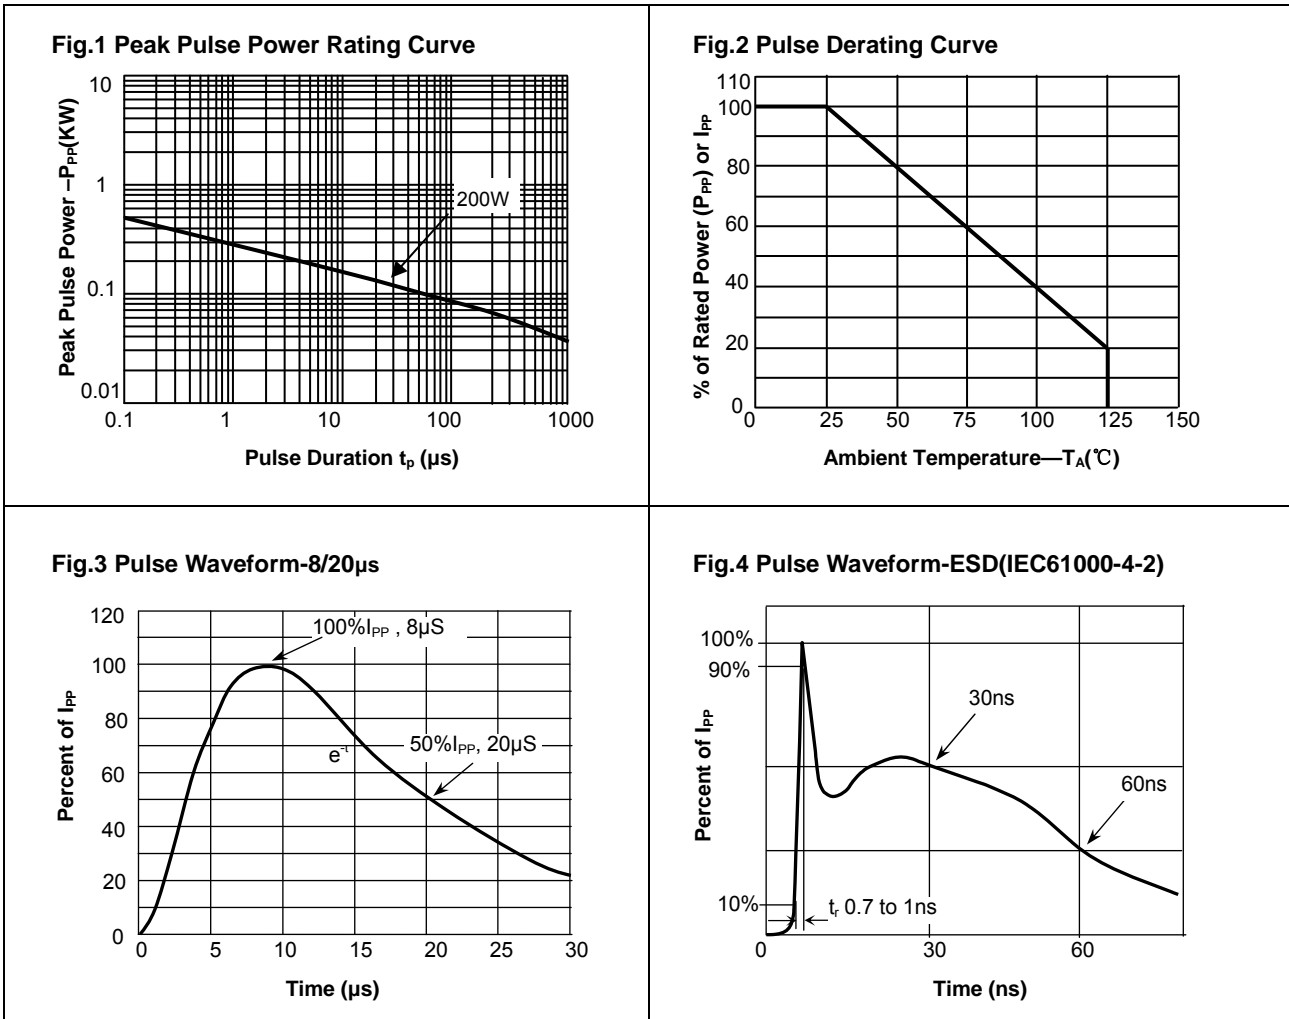 Fig.1 Peak Pulse Power Rating Curve
Peak Pulse Power –PPP(KW)
10
1
0.1
0.01
200W
0.1 1 10 100 1000
Pulse Duration tp (μs)
Fig.2 Pulse Derating Curve
% of Rated Power (PPP) or IPP
110
100
80
60
40
20
0
0 25 50 75 100 125 150
Ambient Temperature—TA(℃)
Fig.3 Pulse Waveform-8/20μs
Percent of IPP
120
100
80
60
40
20
0
100%IPP , 8μS
e-t
50%IPP, 20μS
0 5 10 15 20 25 30
Time (μs)
Fig.4 Pulse Waveform-ESD(IEC61000-4-2)
Percent of IPP
100%
90%
10%
30ns
60ns
tr 0.7 to 1ns
0 30 60
Time (ns)